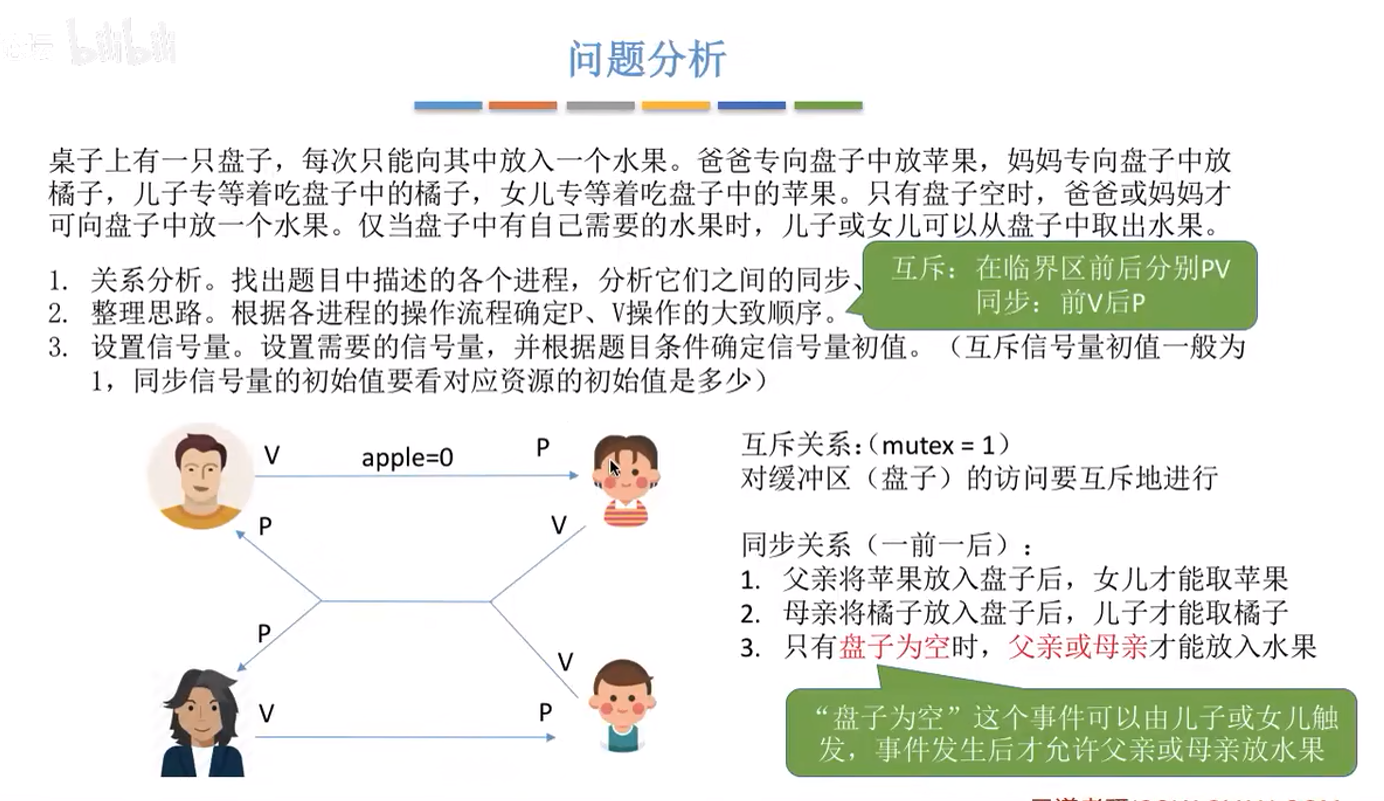 bilibili
问题分析
桌子上有一只盘子，每次只能向其中放入一个水果。爸爸专向盘子中放苹果，妈妈专向盘子中放
橘子，儿子专等着吃盘子中的橘子，女儿专等着吃盘子中的苹果。只有盘子空时，爸爸或妈妈才
可向盘子中放一个水果。仅当盘子中有自己需要的水果时，儿子或女儿可以从盘子中取出水果。
1. 关系分析。找出题目中描述的各个进程，分析它们之间的同步、
2. 整理思路。根据各进程的操作流程确定P、V操作的大致顺序。
3. 设置信号量。设置需要的信号量，并根据题目条件确定信号量初值。（互斥信号量初值一般为
1，同步信号量的初始值要看对应资源的初始值是多少）
互斥：在临界区前后分别PV
同步：前V后P
V apple=0 P
P V
P V
V P
互斥关系：（mutex = 1）
对缓冲区（盘子）的访问要互斥地进行
同步关系（一前一后）：
1. 父亲将苹果放入盘子后，女儿才能取苹果
2. 母亲将橘子放入盘子后，儿子才能取橘子
3. 只有盘子为空时，父亲或母亲才能放入水果
“盘子为空”这个事件可以由儿子或女儿触
发，事件发生后才允许父亲或母亲放水果